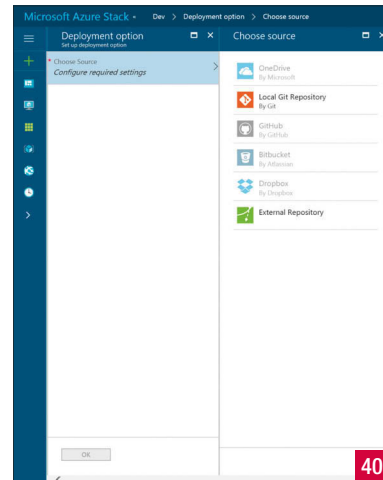 Microsoft Azure Stack Dev > Deployment option > Choose source
Deployment option
Set up deployment option
* Choose Source
Configure required settings
OK
Choose source
OneDrive
By Microsoft
Local Git Repository
By Git
GitHub
By GitHub
Bitbucket
By Atlassian
Dropbox
By Dropbox
External Repository
40